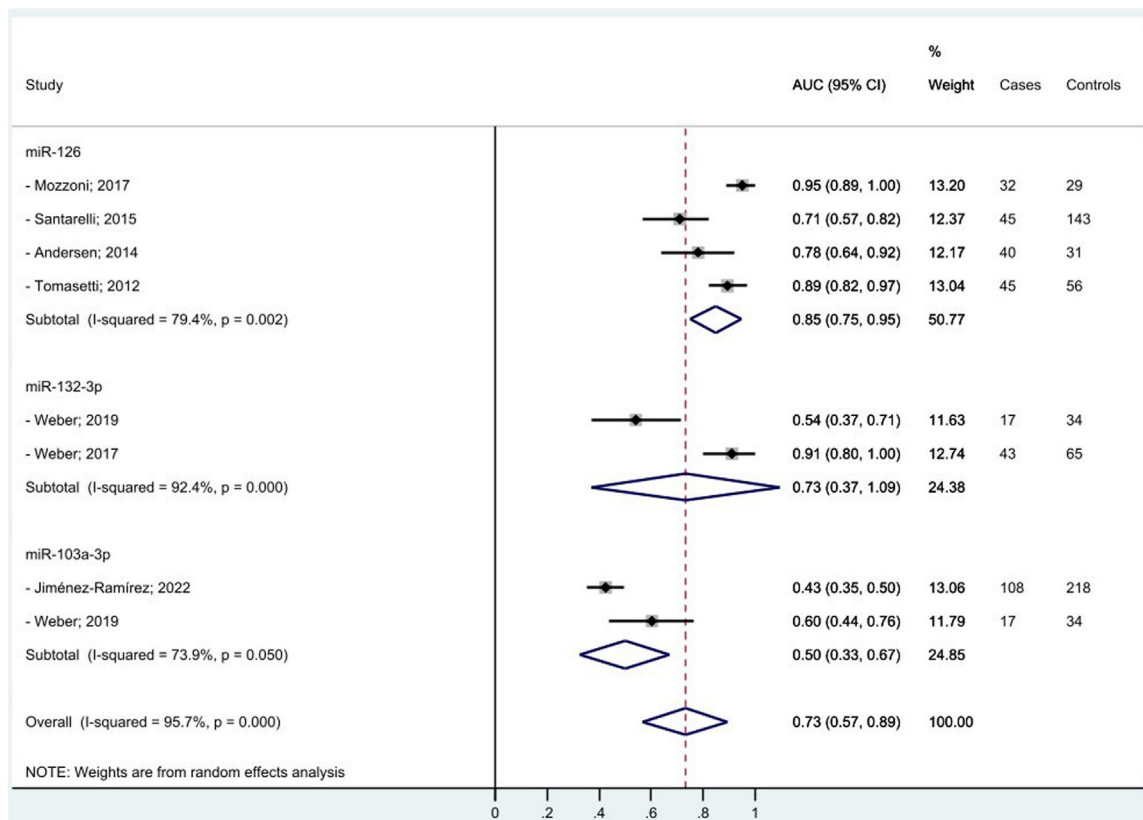 %
Study AUC (95% CI) Weight Cases Controls
miR-126
- Mozzoni; 2017 0.95 (0.89, 1.00) 13.20 32 29
- Santarelli; 2015 0.71 (0.57, 0.82) 12.37 45 143
- Andersen; 2014 0.78 (0.64, 0.92) 12.17 40 31
- Tomasetti; 2012 0.89 (0.82, 0.97) 13.04 45 56
Subtotal (I-squared = 79.4%, p = 0.002) 0.85 (0.75, 0.95) 50.77
miR-132-3p
- Weber; 2019 0.54 (0.37, 0.71) 11.63 17 34
- Weber; 2017 0.91 (0.80, 1.00) 12.74 43 65
Subtotal (I-squared = 92.4%, p = 0.000) 0.73 (0.37, 1.09) 24.38
miR-103a-3p
- Jiménez-Ramírez; 2022 0.43 (0.35, 0.50) 13.06 108 218
- Weber; 2019 0.60 (0.44, 0.76) 11.79 17 34
Subtotal (I-squared = 73.9%, p = 0.050) 0.50 (0.33, 0.67) 24.85
Overall (I-squared = 95.7%, p = 0.000) 0.73 (0.57, 0.89) 100.00
NOTE: Weights are from random effects analysis
0 .2 .4 .6 .8 1